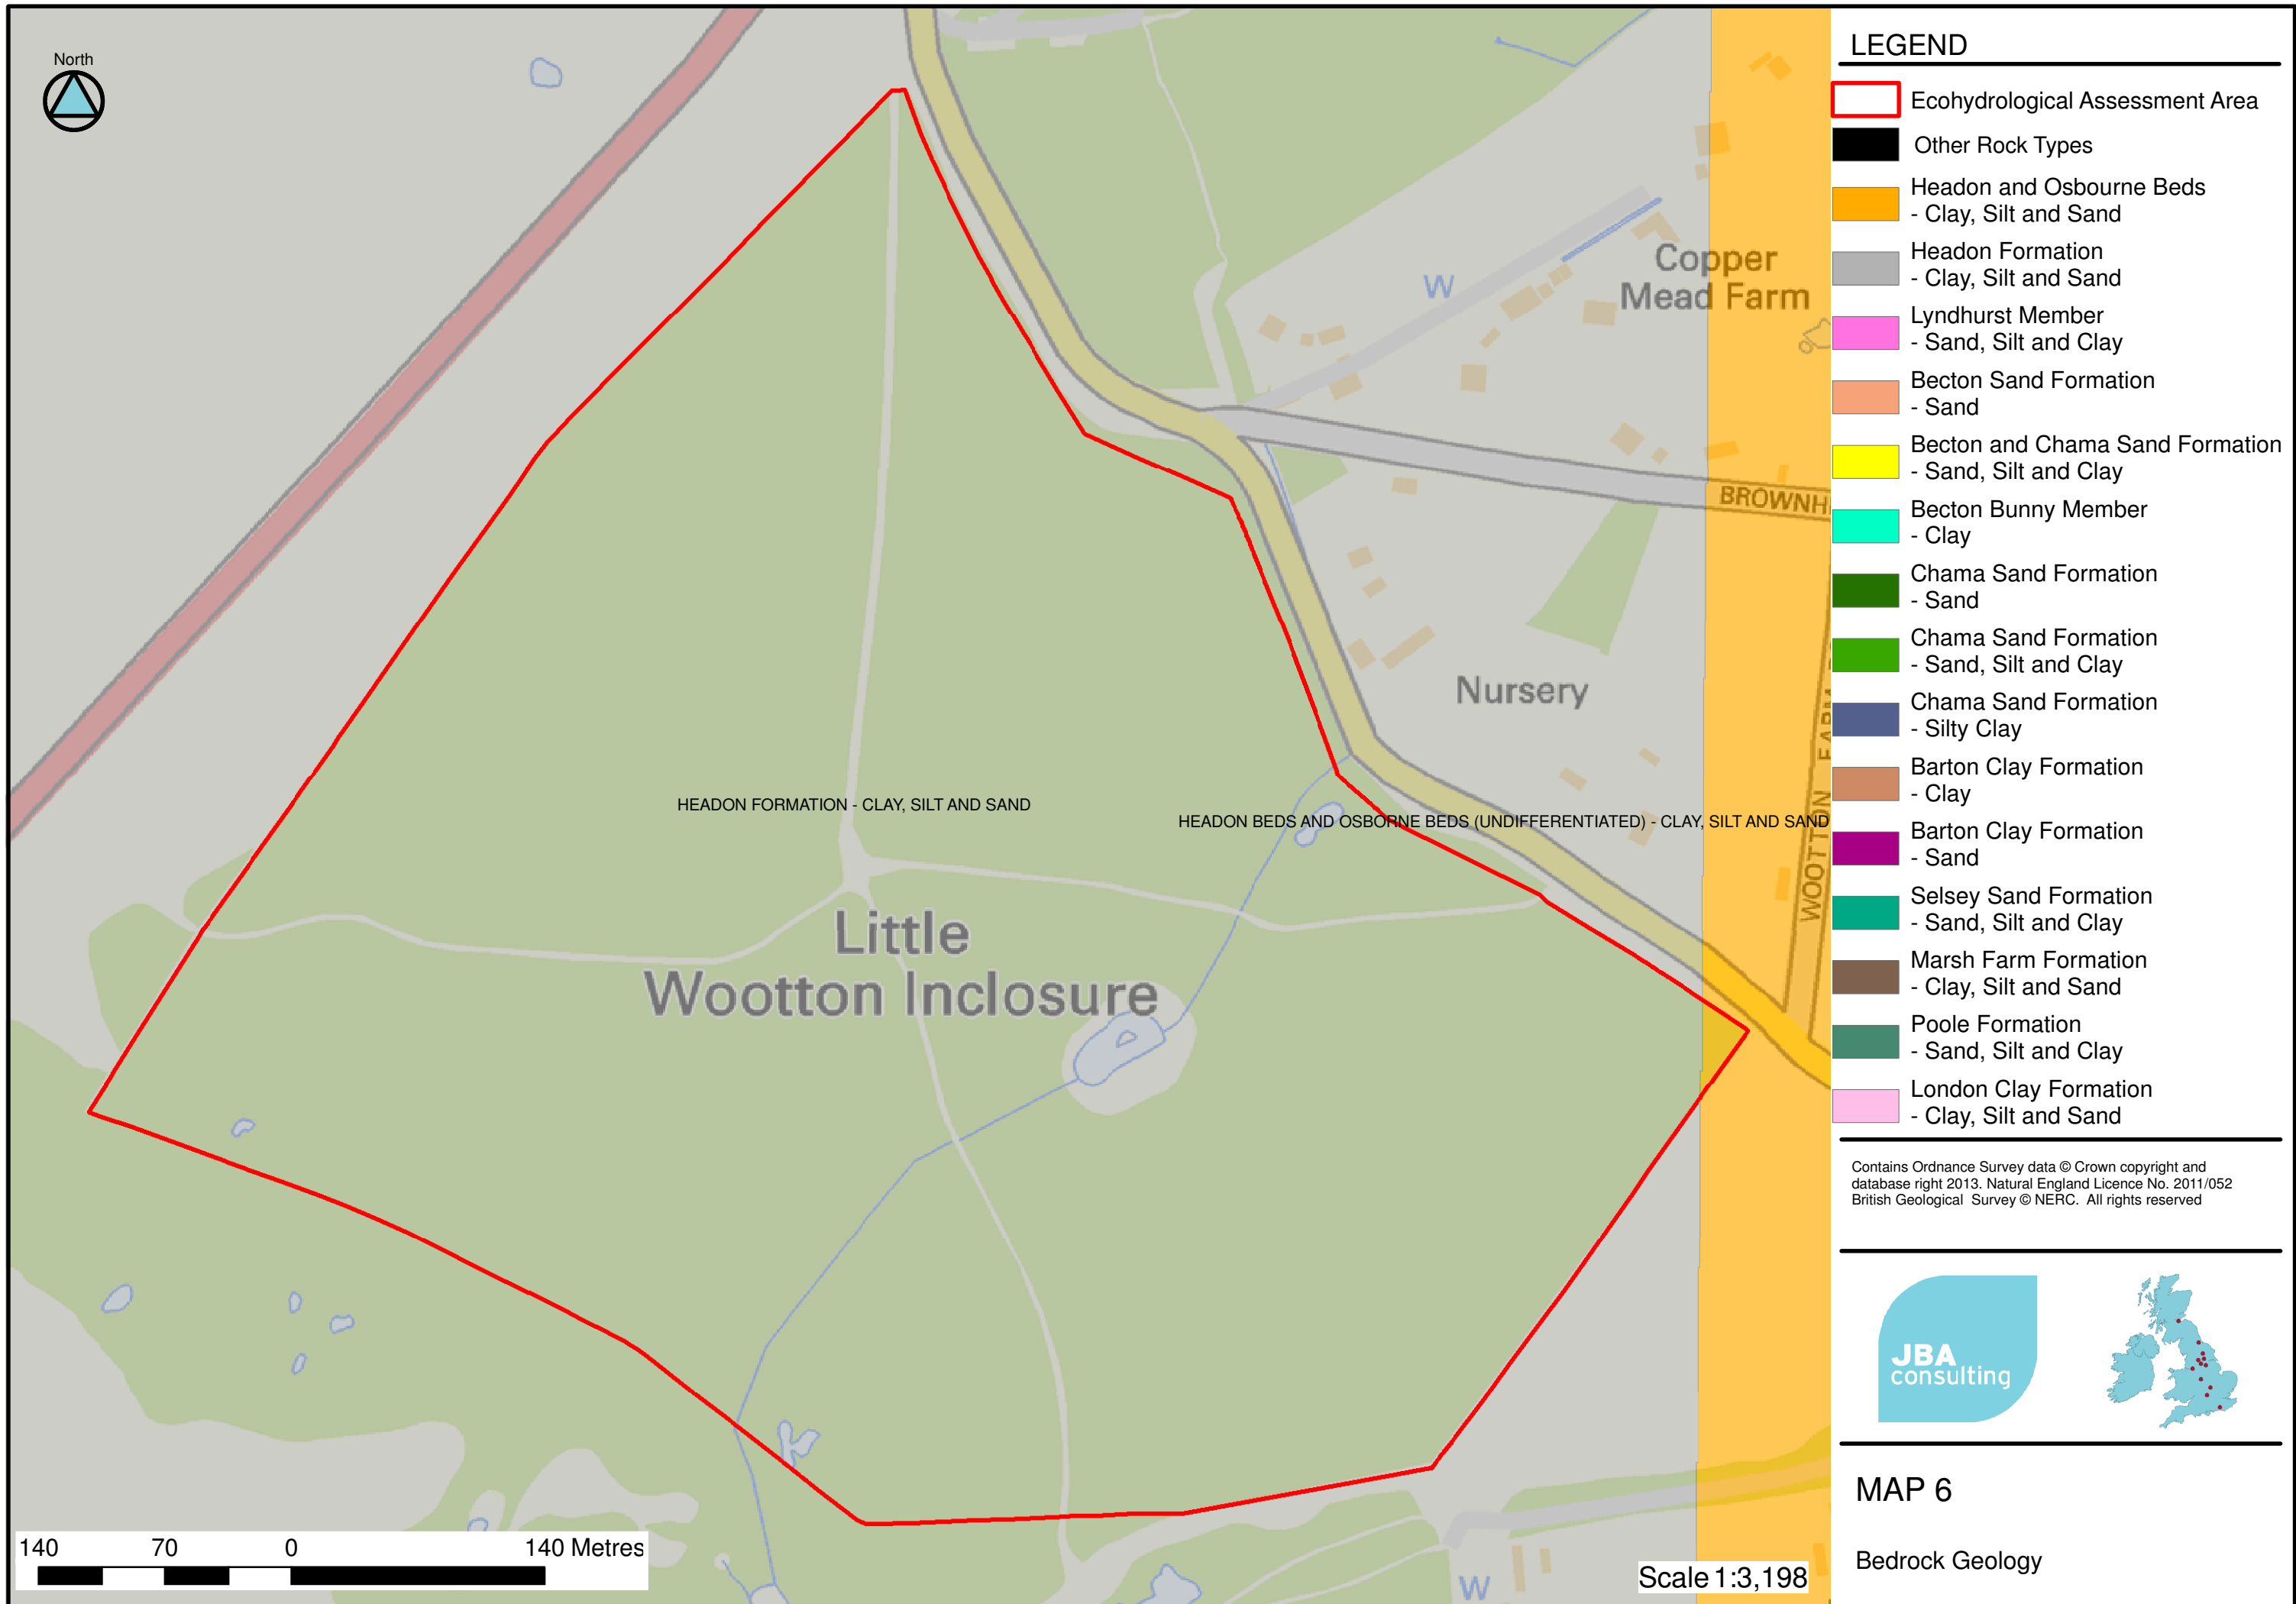 North
Copper
Mead Farm
W
BROWNH
Nursery
WOOTTON FARM
HEADON FORMATION - CLAY, SILT AND SAND
HEADON BEDS AND OSBORNE BEDS (UNDIFFERENTIATED) - CLAY, SILT AND SAND
Little
Wootton Inclosure
W
140 70 0 140 Metres
Scale 1:3,198
LEGEND
Ecohydrological Assessment Area
Other Rock Types
Headon and Osbourne Beds
- Clay, Silt and Sand
Headon Formation
- Clay, Silt and Sand
Lyndhurst Member
- Sand, Silt and Clay
Becton Sand Formation
- Sand
Becton and Chama Sand Formation
- Sand, Silt and Clay
Becton Bunny Member
- Clay
Chama Sand Formation
- Sand
Chama Sand Formation
- Sand, Silt and Clay
Chama Sand Formation
- Silty Clay
Barton Clay Formation
- Clay
Barton Clay Formation
- Sand
Selsey Sand Formation
- Sand, Silt and Clay
Marsh Farm Formation
- Clay, Silt and Sand
Poole Formation
- Sand, Silt and Clay
London Clay Formation
- Clay, Silt and Sand
Contains Ordnance Survey data © Crown copyright and
database right 2013. Natural England Licence No. 2011/052
British Geological Survey © NERC. All rights reserved
JBA
consulting
MAP 6
Bedrock Geology